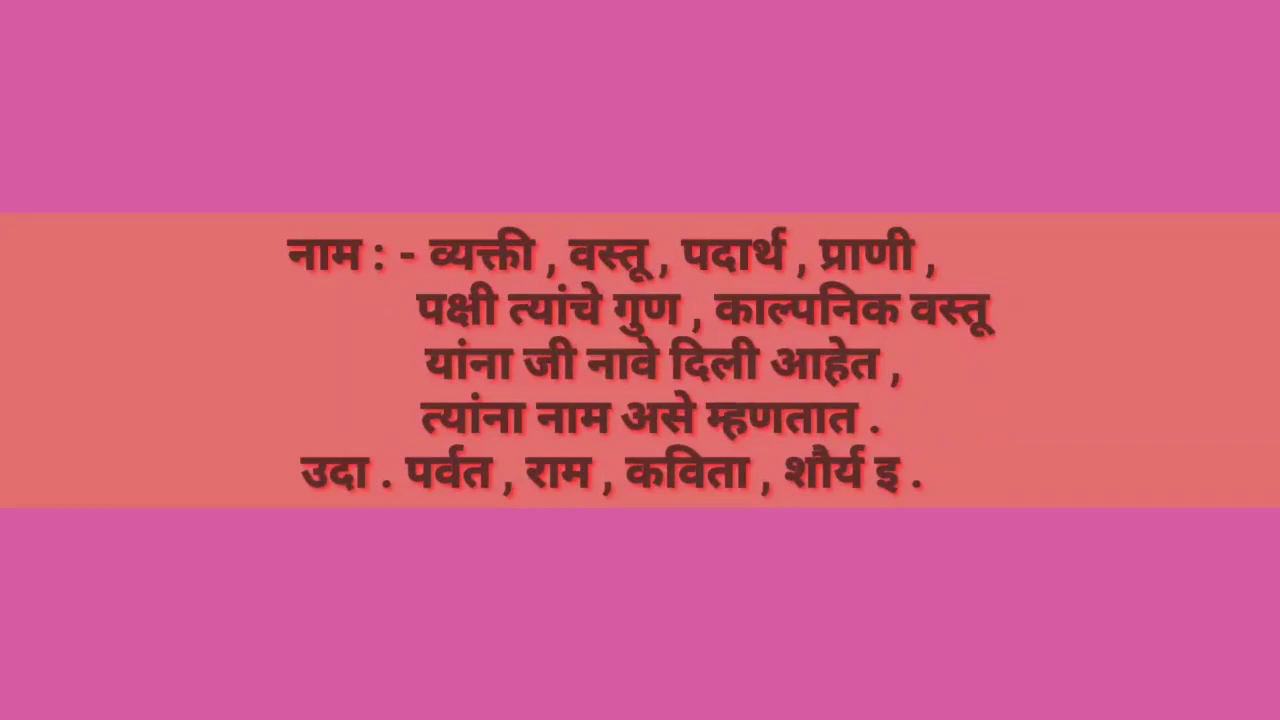 नाम : - व्यक्ती , वस्तू , पदार्थ , प्राणी ,
पक्षी त्यांचे गुण , काल्पनिक वस्तू
यांना जी नावे दिली आहेत ,
त्यांना नाम असे म्हणतात .
उदा . पर्वत , राम , कविता , शौर्य इ .